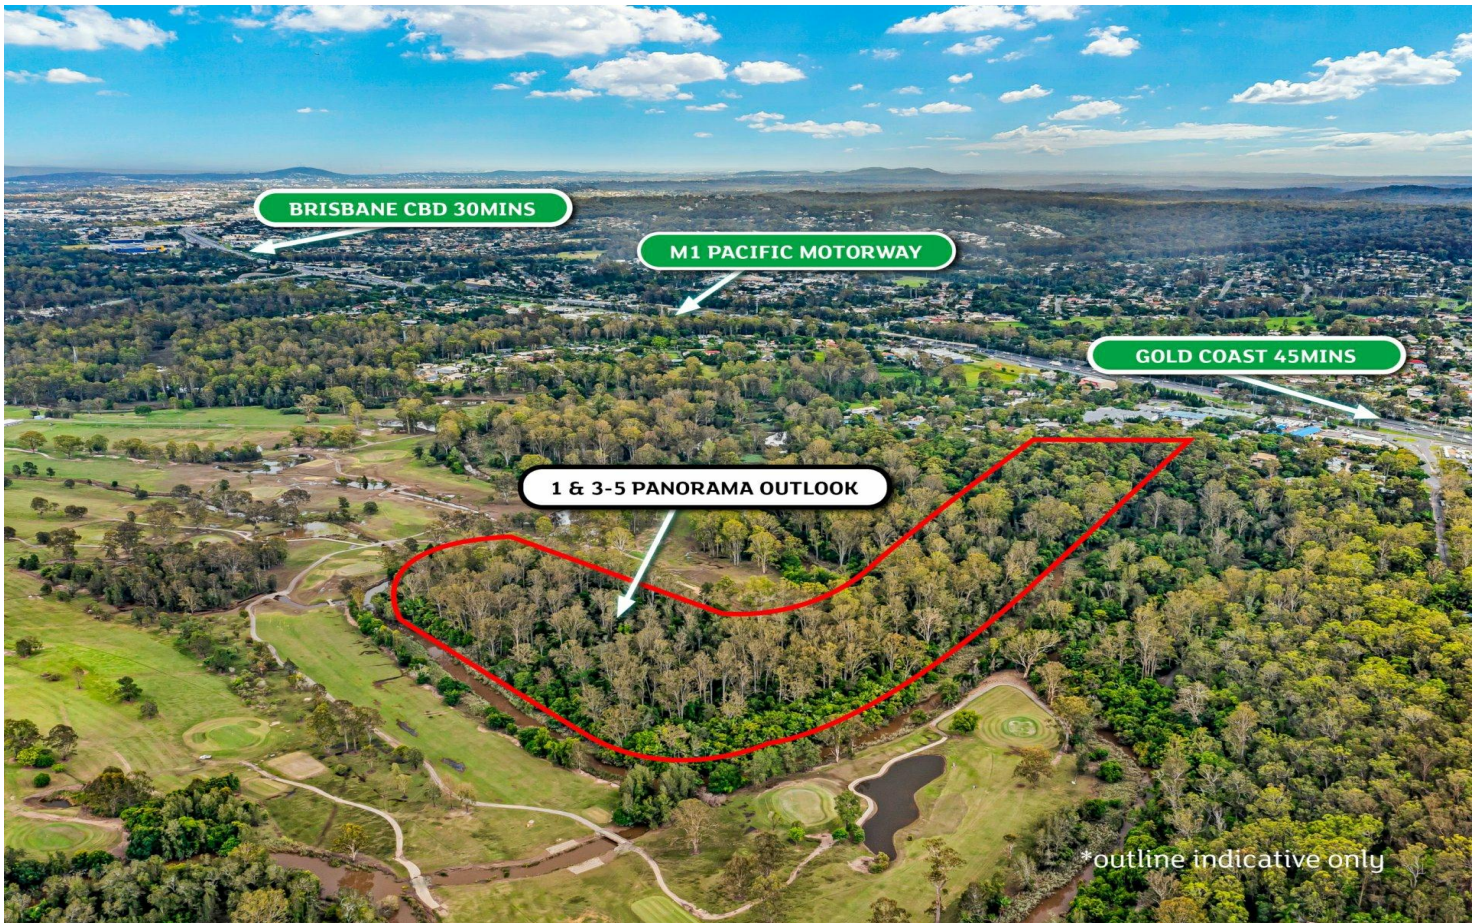 BRISBANE CBD 30MINS
M1 PACIFIC MOTORWAY
GOLD COAST 45MINS
1 & 3-5 PANORAMA OUTLOOK
*outline indicative only